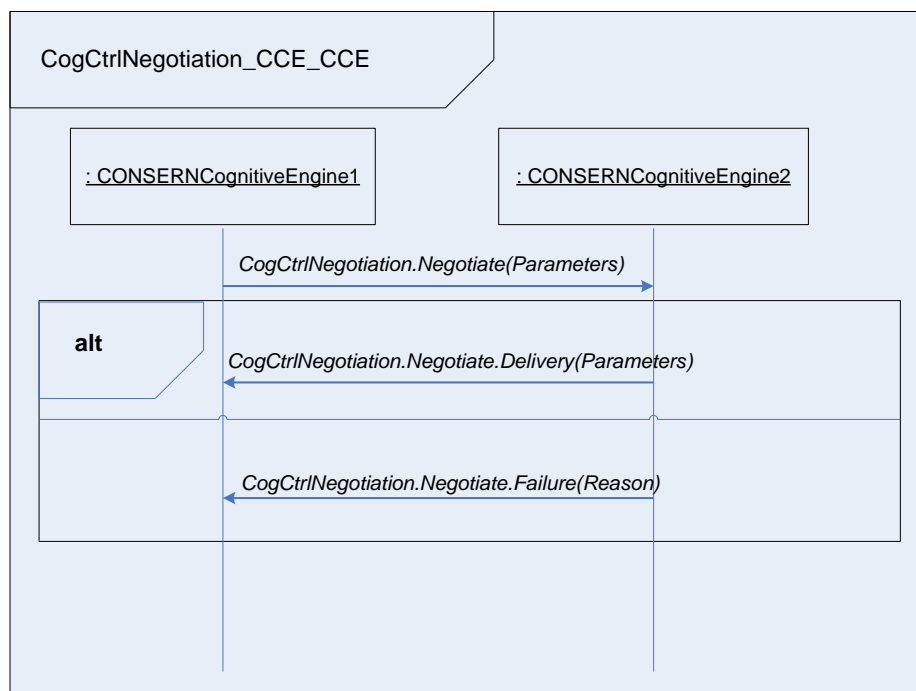 CogCtrlNegotiation_CCE_CCE
: CONSERNCognitiveEngine1
: CONSERNCognitiveEngine2
CogCtrlNegotiation.Negotiate(Parameters)
alt
CogCtrlNegotiation.Negotiate.Delivery(Parameters)
CogCtrlNegotiation.Negotiate.Failure(Reason)